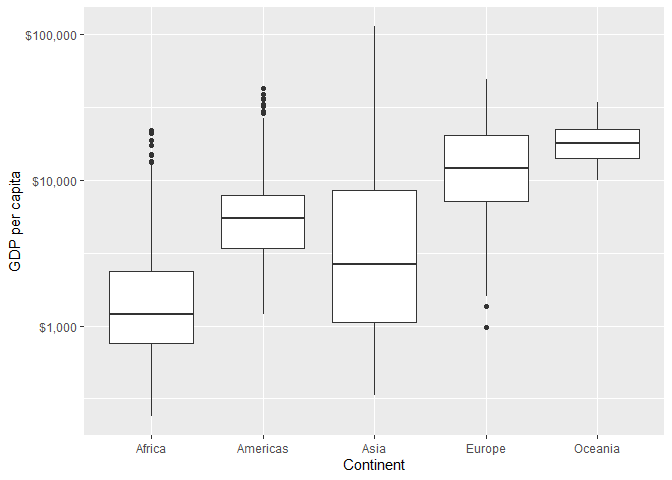 $100,000
$10,000
$1,000
GDP per capita
Africa Americas Asia Europe Oceania
Continent